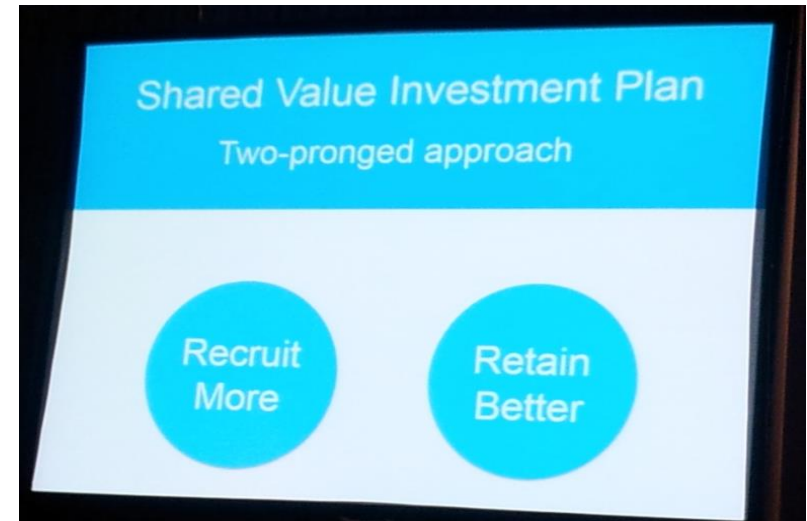 Shared Value Investment Plan
Two-pronged approach
Recruit
More
Retain
Better